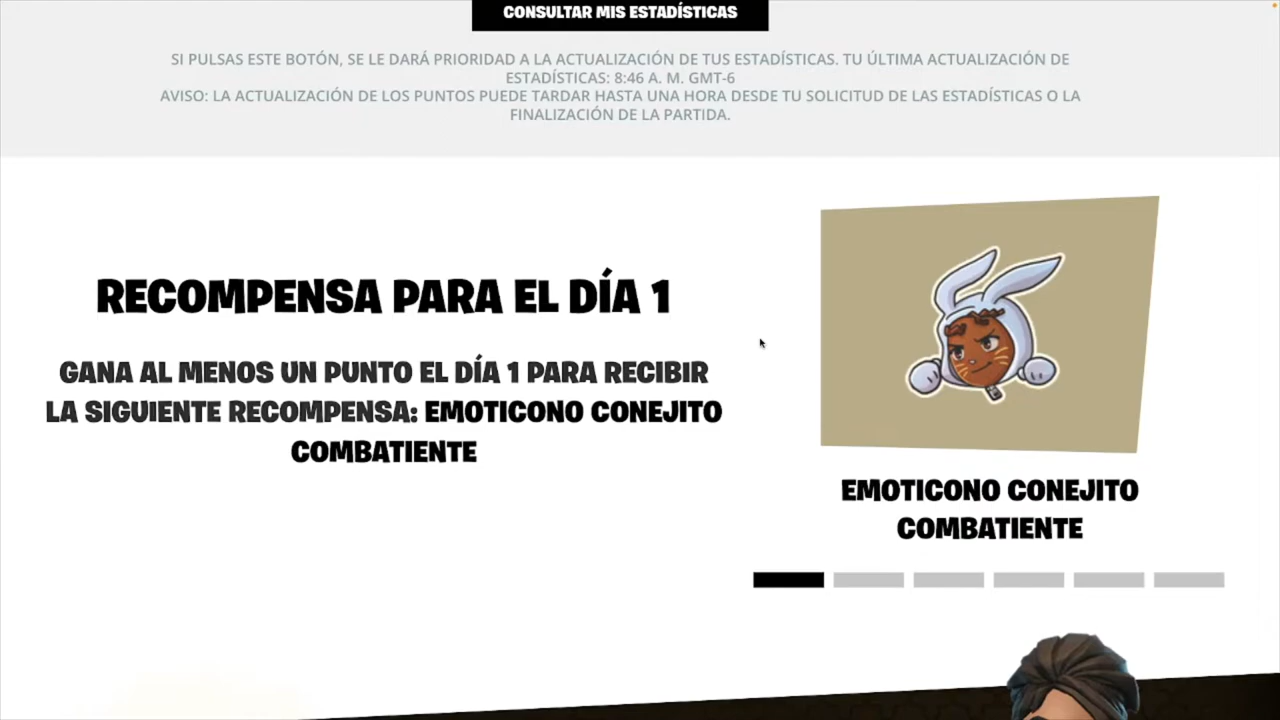 CONSULTAR MIS ESTADÍSTICAS
SI PULSAS ESTE BOTÓN, SE LE DARÁ PRIORIDAD A LA ACTUALIZACIÓN DE TUS ESTADÍSTICAS. TU ÚLTIMA ACTUALIZACIÓN DE
ESTADÍSTICAS: 8:46 A. M. GMT-6
AVISO: LA ACTUALIZACIÓN DE LOS PUNTOS PUEDE TARDAR HASTA UNA HORA DESDE TU SOLICITUD DE LAS ESTADÍSTICAS O LA
FINALIZACIÓN DE LA PARTIDA.
RECOMPENSA PARA EL DÍA 1
GANA AL MENOS UN PUNTO EL DÍA 1 PARA RECIBIR
LA SIGUIENTE RECOMPENSA: EMOTICONO CONEJITO
COMBATIENTE
EMOTICONO CONEJITO
COMBATIENTE